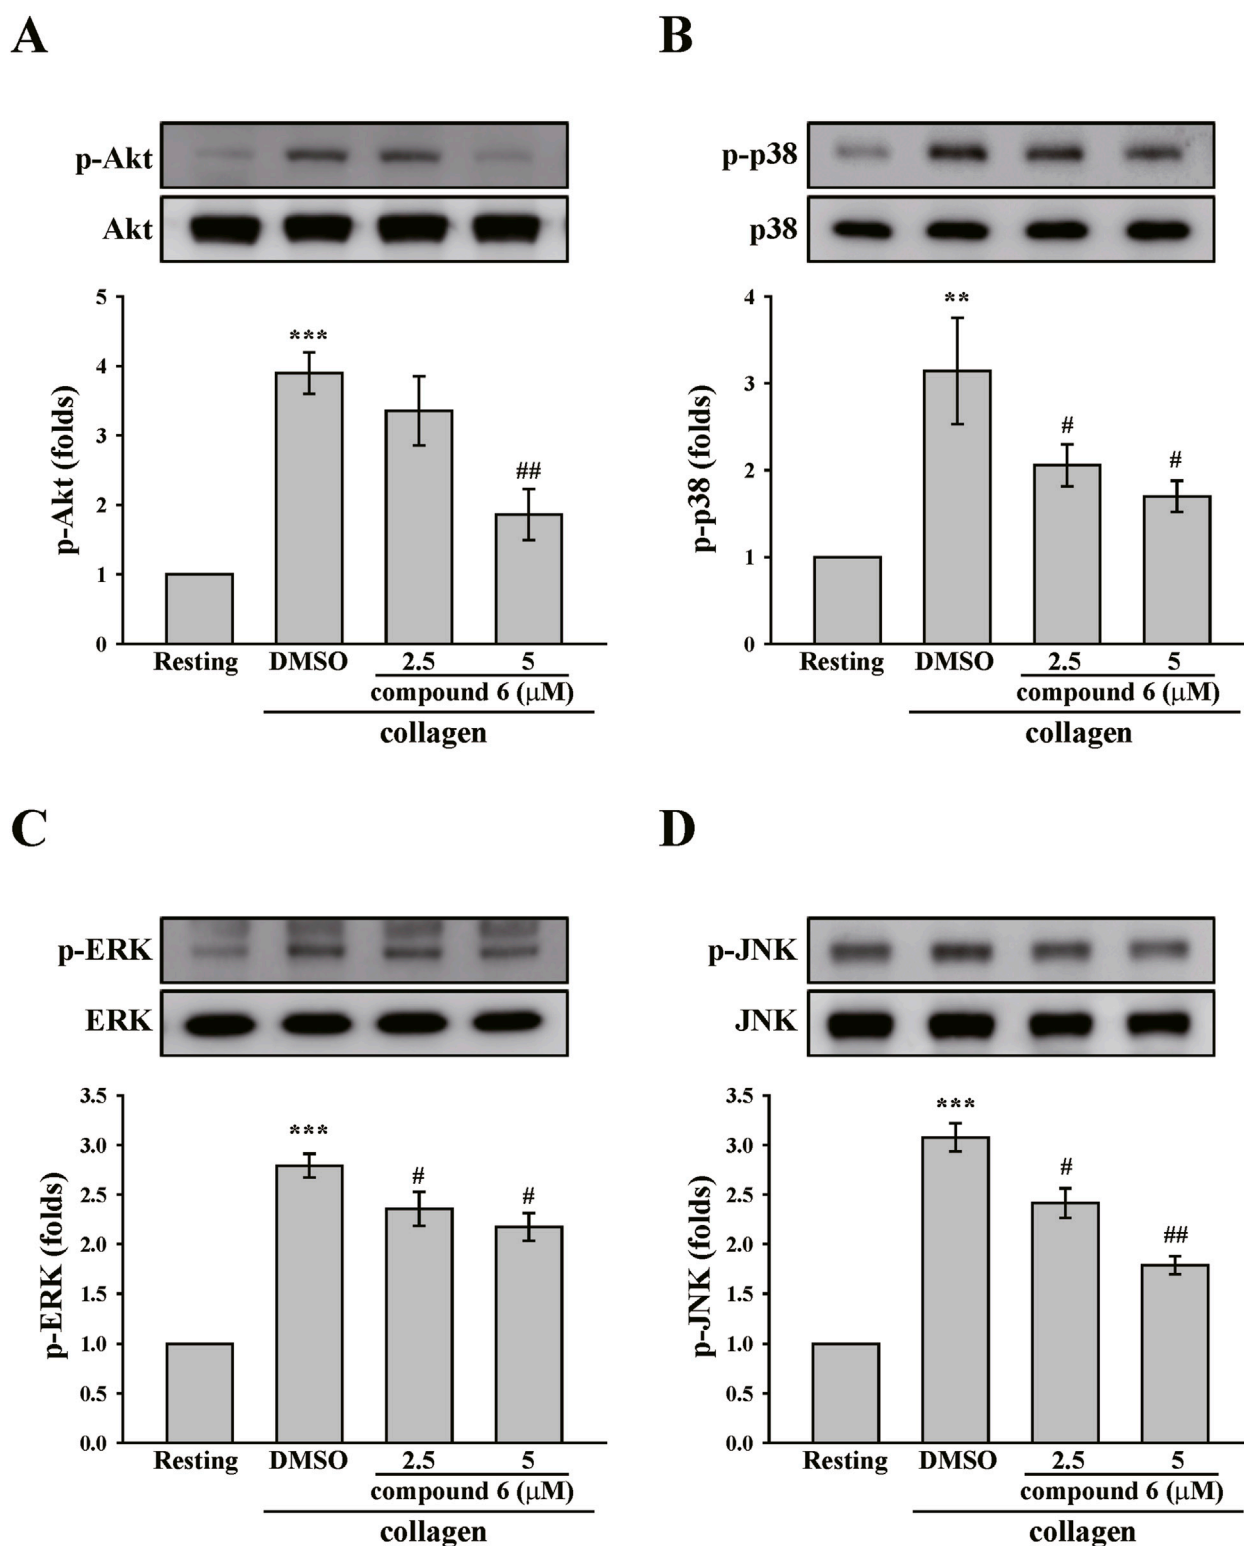 A
p-Akt
Akt
5
***
4
3
##
2
1
0
p-Akt (folds)
Resting DMSO 2.5 5
compound 6 (μM)
collagen
B
p-p38
p38
4
**
3
#
#
2
1
0
p-p38 (folds)
Resting DMSO 2.5 5
compound 6 (μM)
collagen
C
p-ERK
ERK
3.5
***
3.0
#
#
2.5
2.0
1.5
1.0
0.5
0.0
p-ERK (folds)
Resting DMSO 2.5 5
compound 6 (μM)
collagen
D
p-JNK
JNK
3.5
***
3.0
#
2.5
##
2.0
1.5
1.0
0.5
0.0
p-JNK (folds)
Resting DMSO 2.5 5
compound 6 (μM)
collagen